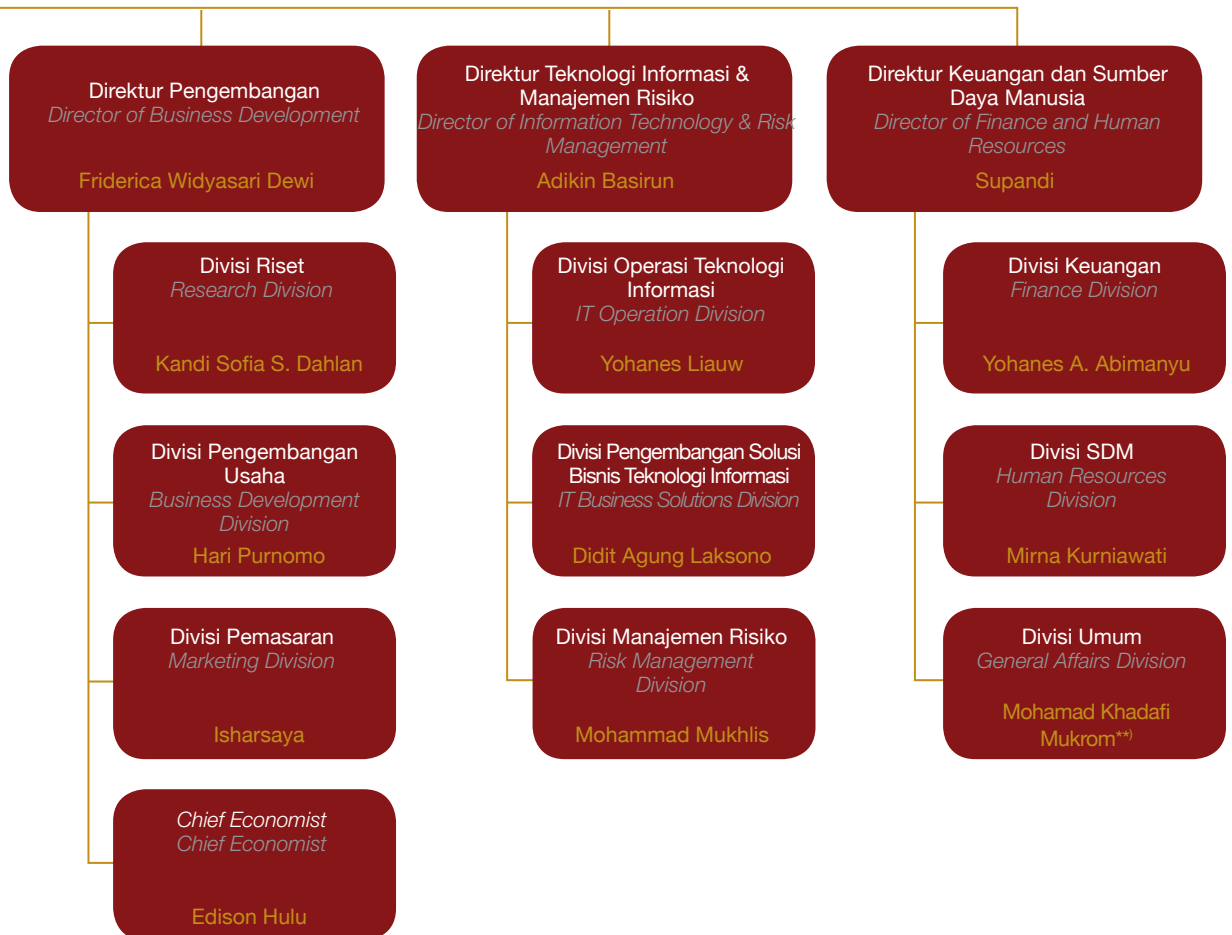 Direktur Pengembangan
Director of Business Development
Friderica Widyasari Dewi
Divisi Riset
Research Division
Kandi Sofia S. Dahlan
Divisi Pengembangan
Usaha
Business Development
Division
Hari Purnomo
Divisi Pemasaran
Marketing Division
Isharsaya
Chief Economist
Chief Economist
Edison Hulu
Direktur Teknologi Informasi &
Manajemen Risiko
Director of Information Technology & Risk
Management
Adikin Basirun
Divisi Operasi Teknologi
Informasi
IT Operation Division
Yohanes Liauw
Divisi Pengembangan Solusi
Bisnis Teknologi Informasi
IT Business Solutions Division
Didit Agung Laksono
Divisi Manajemen Risiko
Risk Management
Division
Mohammad Mukhlis
Direktur Keuangan dan Sumber
Daya Manusia
Director of Finance and Human
Resources
Supandi
Divisi Keuangan
Finance Division
Yohanes A. Abimanyu
Divisi SDM
Human Resources
Division
Mirna Kurniawati
Divisi Umum
General Affairs Division
Mohamad Khadafi
Mukrom**)